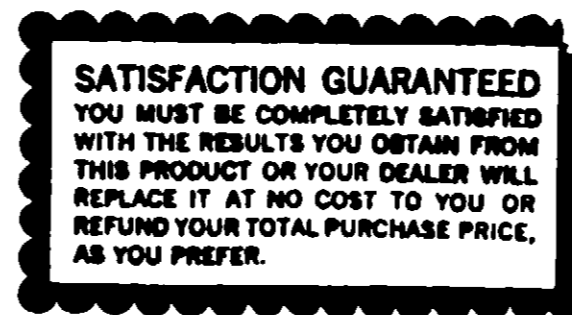 SATISFACTION GUARANTEED
YOU MUST BE COMPLETELY SATISFIED
WITH THE RESULTS YOU OBTAIN FROM
THIS PRODUCT OR YOUR DEALER WILL
REPLACE IT AT NO COST TO YOU OR
REFUND YOUR TOTAL PURCHASE PRICE,
AS YOU PREFER.